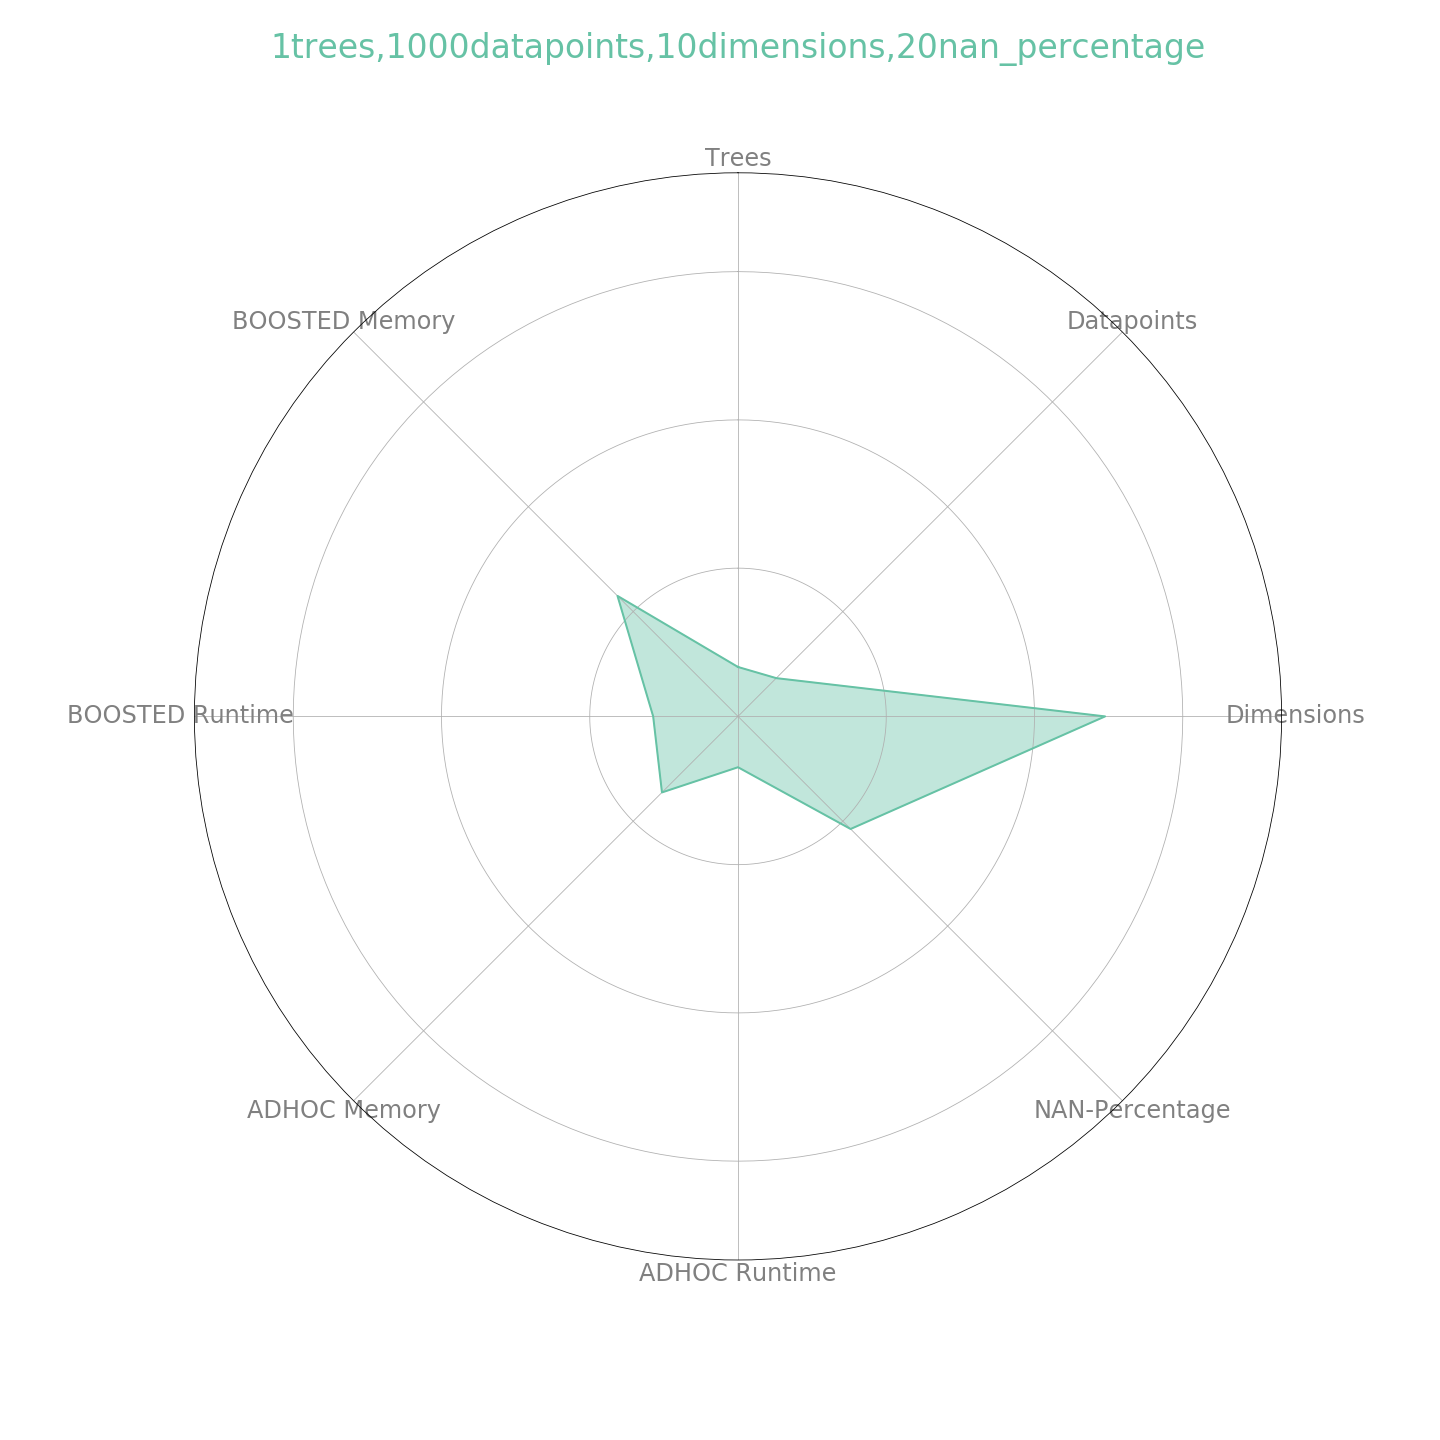 1trees,1000datapoints,10dimensions,20nan_percentage
Trees
BOOSTED Memory
Datapoints
BOOSTED Runtime
Dimensions
ADHOC Memory
NAN-Percentage
ADHOC Runtime